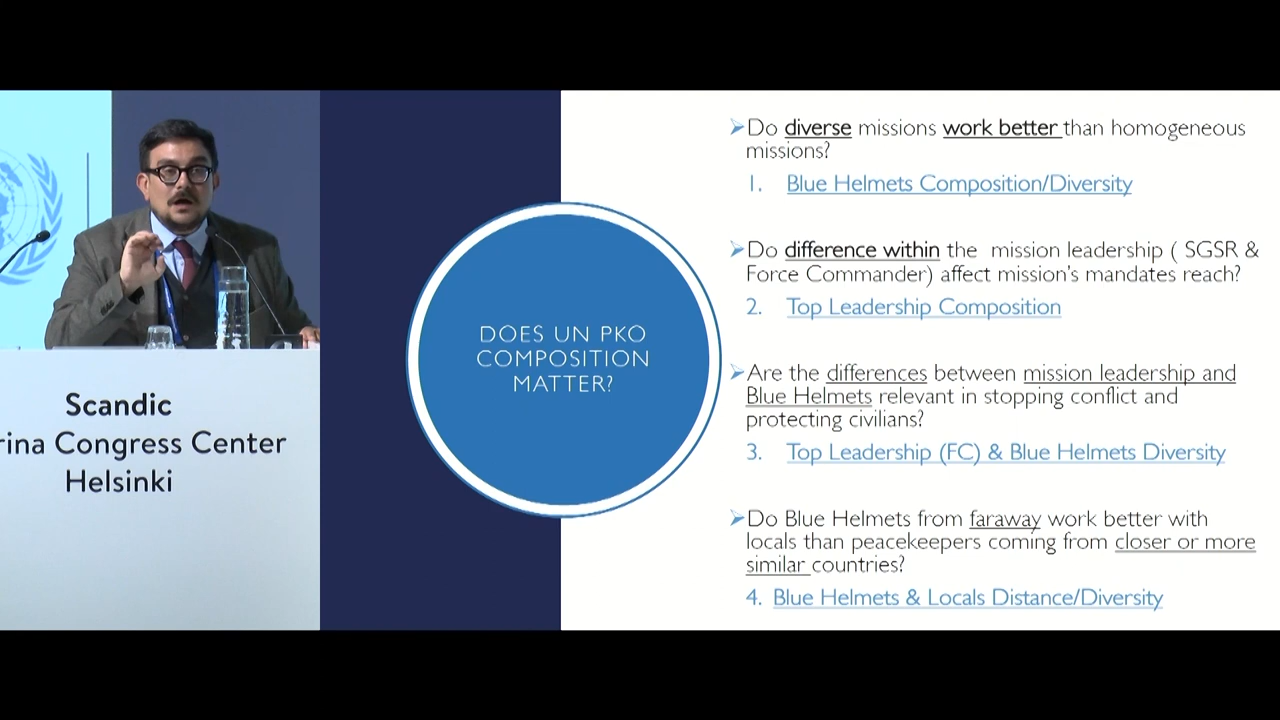 Scandic
rina Congress Center
Helsinki
DOES UN PKO
COMPOSITION
MATTER?
Do diverse missions work better than homogeneous
missions?
1. Blue Helmets Composition/Diversity
Do difference within the mission leadership ( SGSR &
Force Commander) affect mission's mandates reach?
2. Top Leadership Composition
Are the differences between mission leadership and
Blue Helmets relevant in stopping conflict and
protecting civilians?
3. Top Leadership (FC) & Blue Helmets Diversity
Do Blue Helmets from faraway work better with
locals than peacekeepers coming from closer or more
similar countries?
4. Blue Helmets & Locals Distance/Diversity